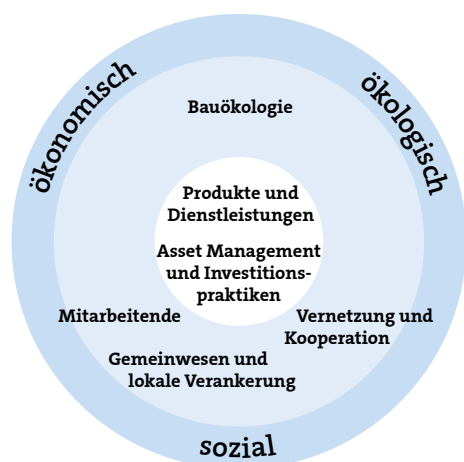 ökonomisch
ökologisch
Bauökologie
Produkte und
Dienstleistungen
Asset Management
und Investitions-
praktiken
Mitarbeitende
Vernetzung und
Kooperation
Gemeinwesen und
lokale Verankerung
sozial